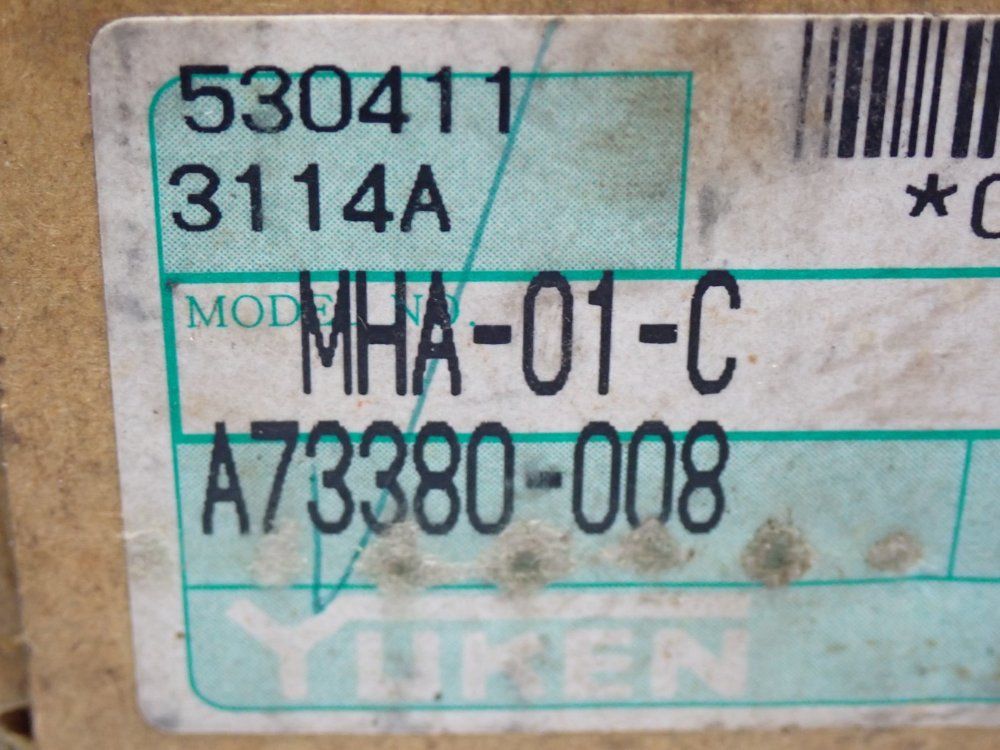 530411
3114A
*
MODEL NO.
MHA-01-C
A73380-008
YUKEN